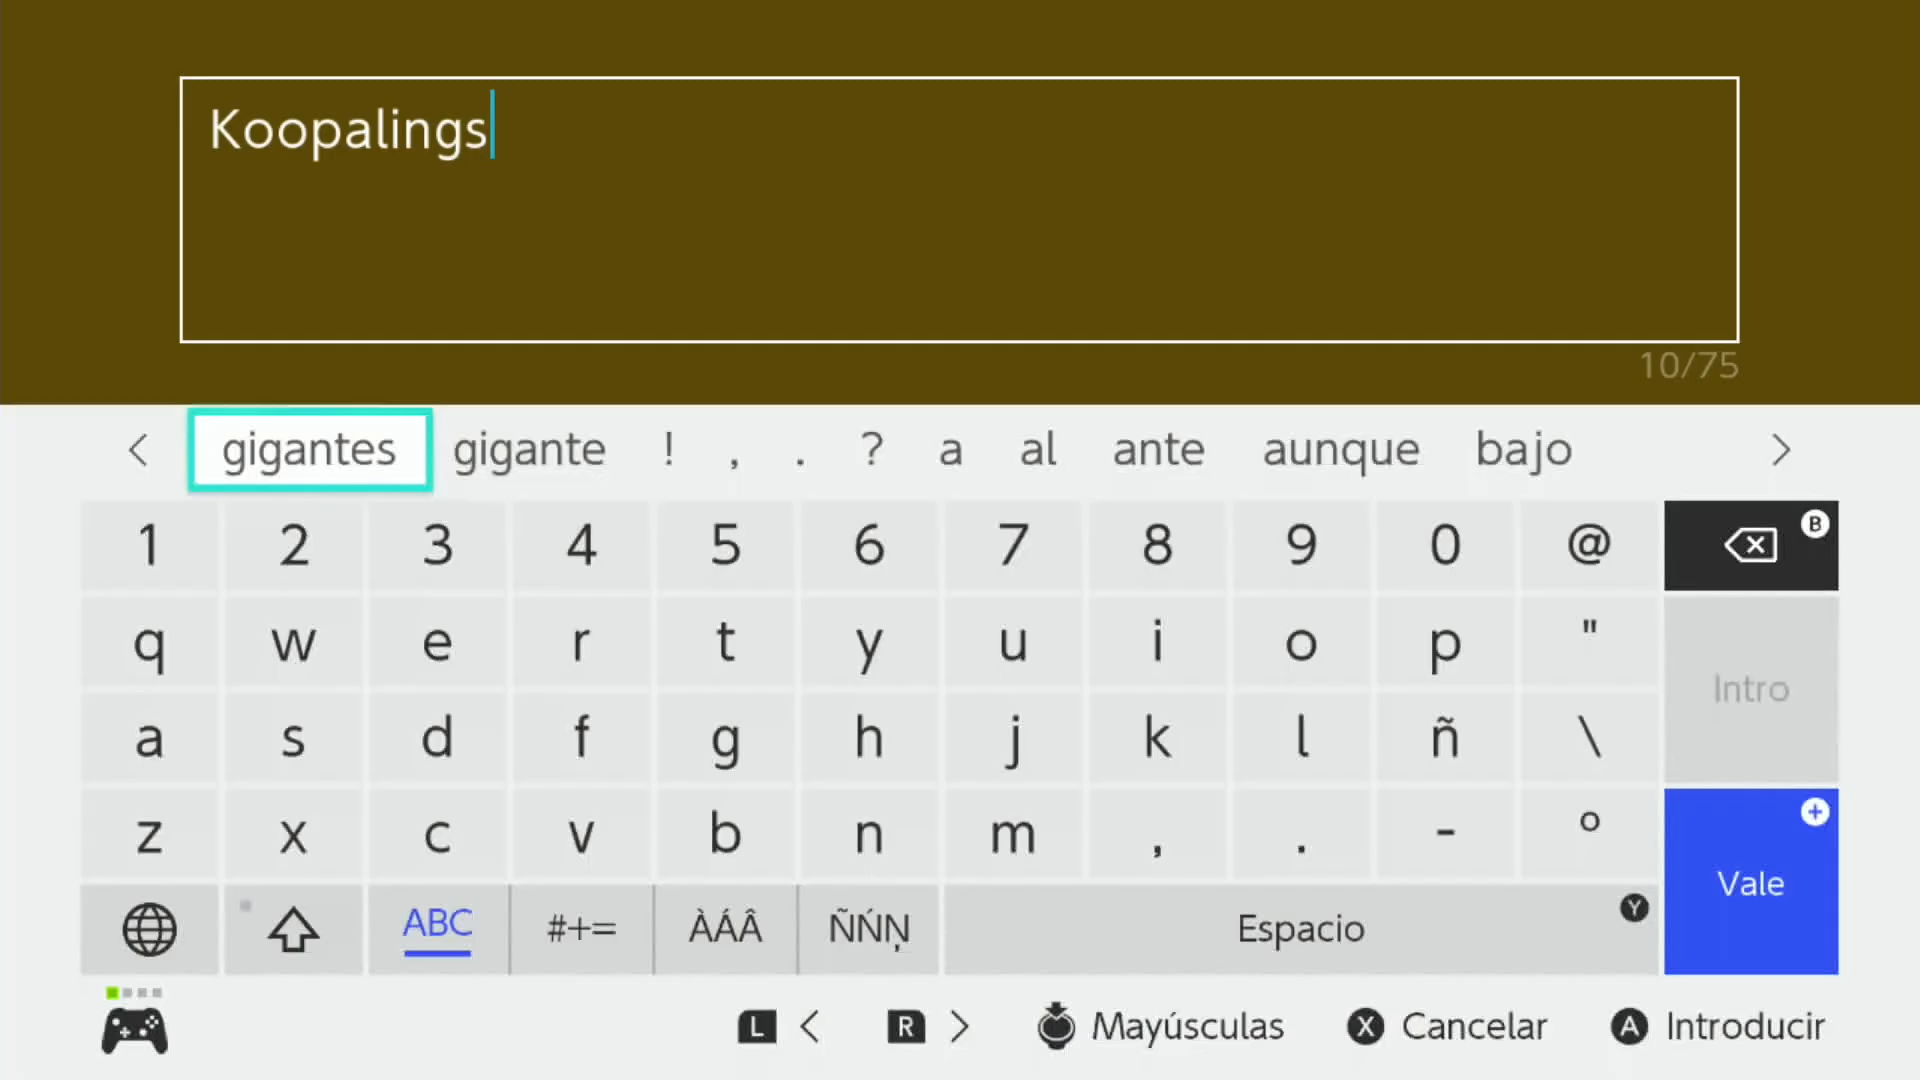 Koopalings
10/75
< gigantes gigante ! , . ? a al ante aunque bajo >
1 2 3 4 5 6 7 8 9 0 @ B
q w e r t y u i o p "
Intro
a s d f g h j k l ñ \
z x c v b n m , . - º +
Vale
ABC #+= ÀÁÂ ÑŃŅ Espacio Y
L < R > Mayúsculas X Cancelar A Introducir